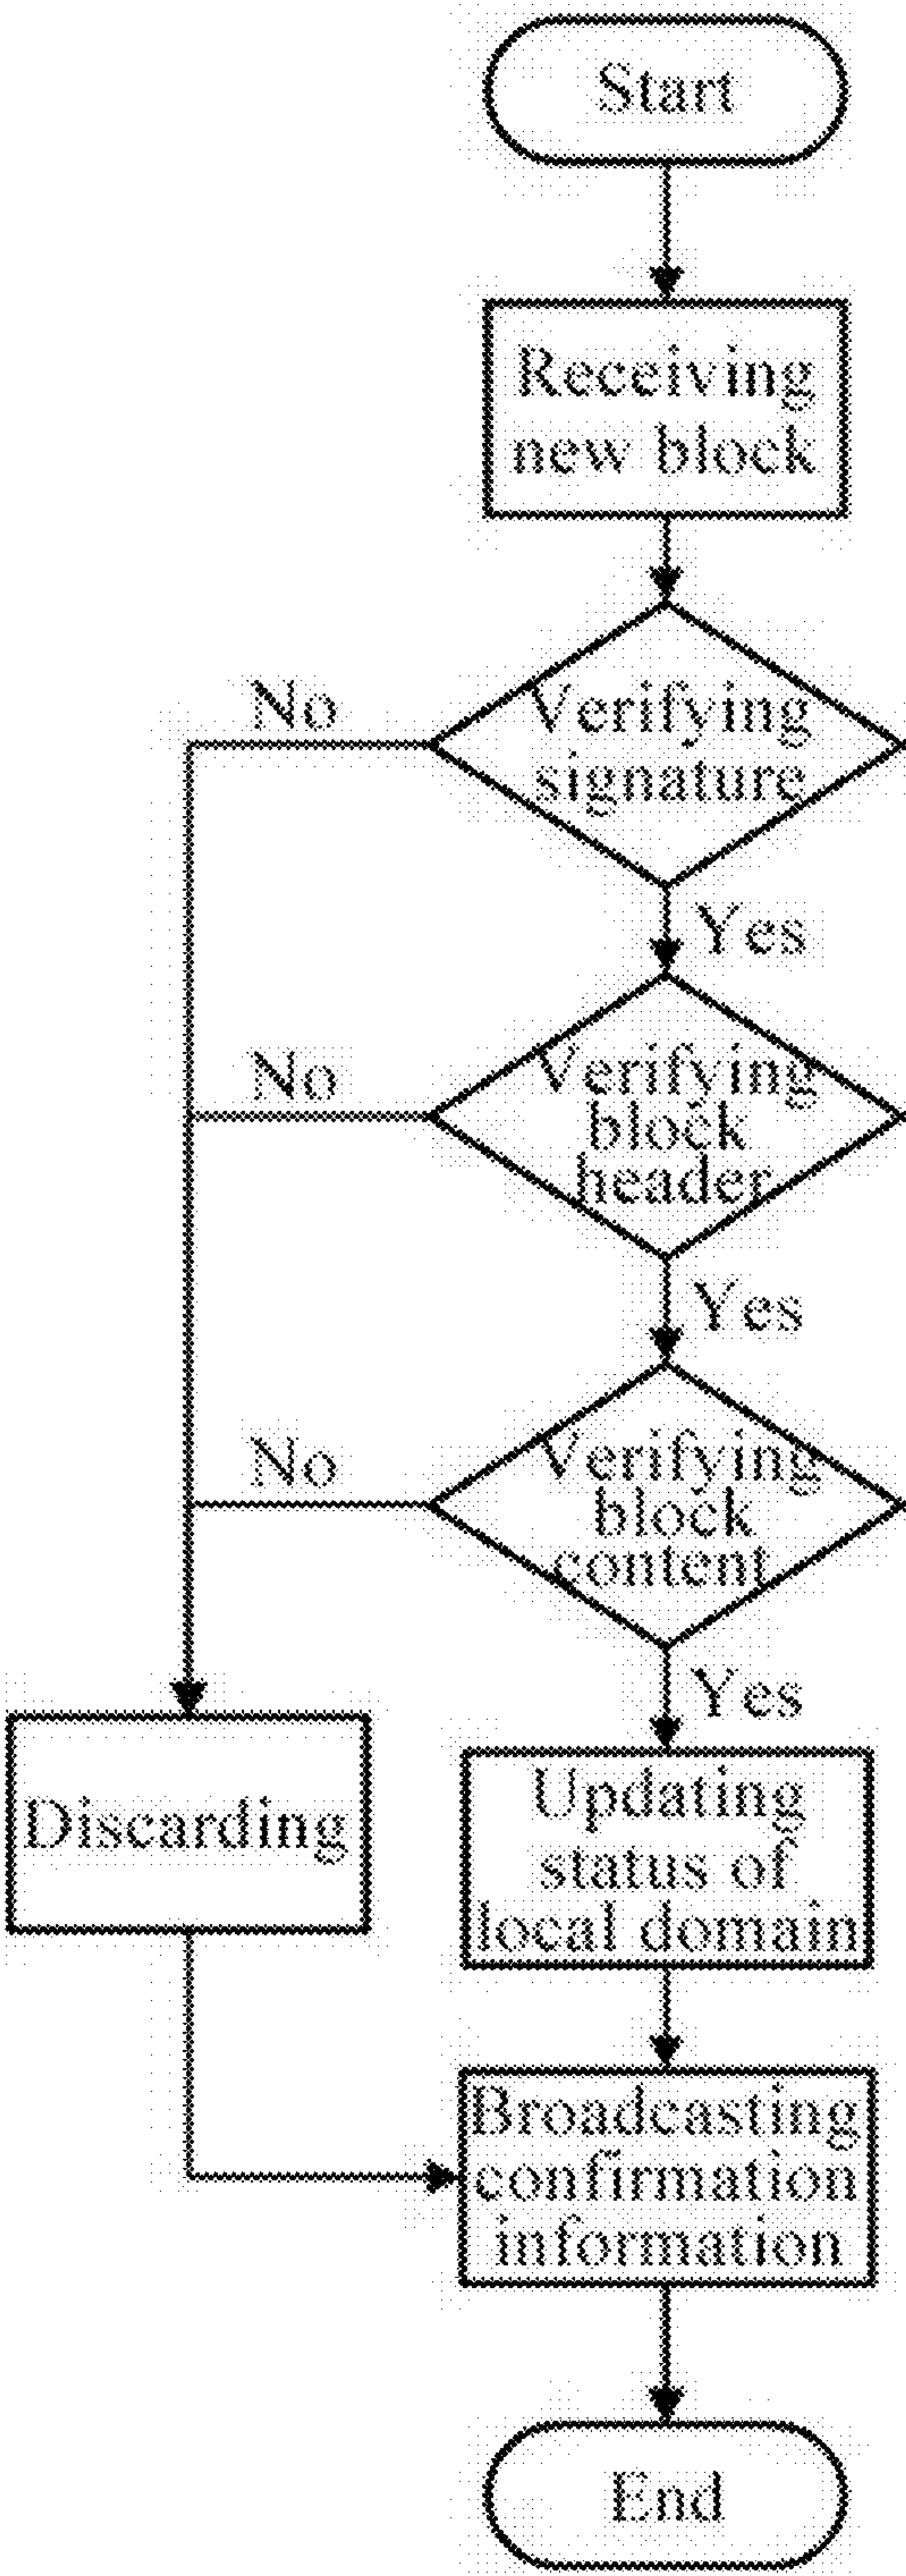 Start
Receiving
new block
No
Verifying
signature
Yes
No
Verifying
block
header
Yes
No
Verifying
block
content
Yes
Discarding
Updating
status of
local domain
Broadcasting
confirmation
information
End